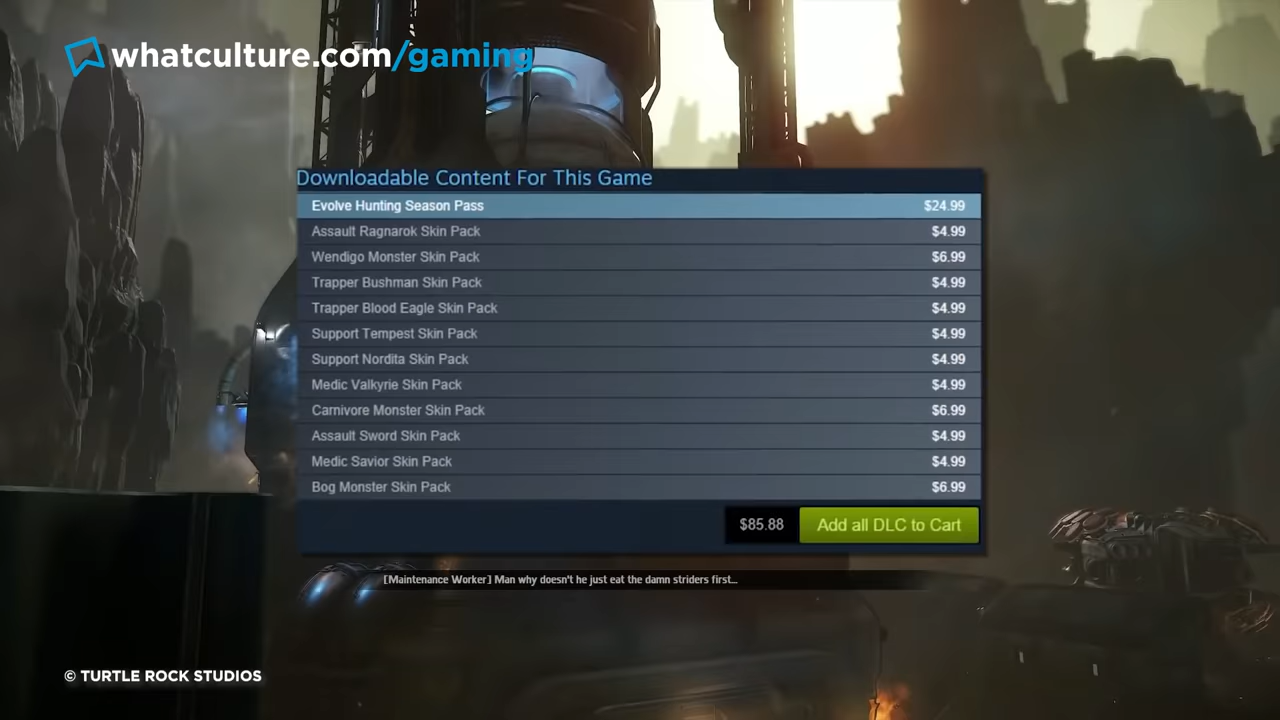 whatculture.com/gaming
Downloadable Content For This Game
Evolve Hunting Season Pass $24.99
Assault Ragnarok Skin Pack $4.99
Wendigo Monster Skin Pack $6.99
Trapper Bushman Skin Pack $4.99
Trapper Blood Eagle Skin Pack $4.99
Support Tempest Skin Pack $4.99
Support Nordita Skin Pack $4.99
Medic Valkyrie Skin Pack $4.99
Carnivore Monster Skin Pack $6.99
Assault Sword Skin Pack $4.99
Medic Savior Skin Pack $4.99
Bog Monster Skin Pack $6.99
$85.88 Add all DLC to Cart
[Maintenance Worker] Man why doesn't he just eat the damn striders first...
© TURTLE ROCK STUDIOS